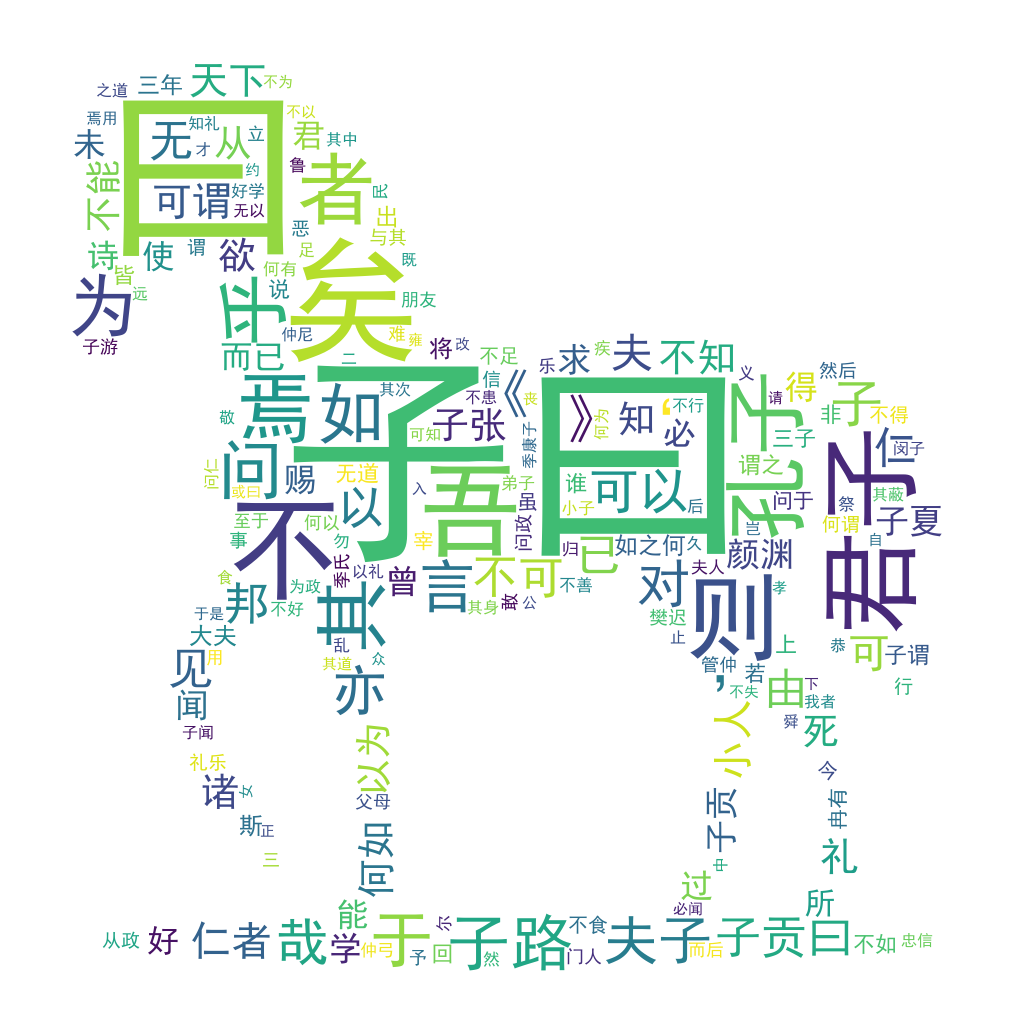 天下
不为
三年
之道
曰
不以
焉用
知礼
立
君
其中
未
无
从
才
鲁
约
者
民
不能
可谓
好学
无以
出
恶
与其
诗
使
谓
欲
足
既
皆
何有
矣
为
远
乎
说
朋友
子游
仲尼
难
雍
将
改
而已
二
不足
乐
求
疾
夫
不知
义
然后
焉
如
其次
信
《
不患
丧
子曰
》
何为
知
‘
不行
必
孔子
请
得
子
非
不得
敬
子张
可知
季康子
三子
仁
闵子
问仁
问
赐
无道
吾
弟子
谁
可以
谓之
君子
或曰
以
入
小子
后
问于
祭
其蔽
至于
不
何以
虽
问政
岂
何谓
子夏
事
勿
宰
归
已
如之何
久
颜渊
自
食
季氏
以礼
曾
言
不可
不善
对
夫人
则
孝
为政
其
邦
不好
于是
其身
敢
公
樊迟
大夫
乱
止
上
恭
可
子谓
见
用
其道
众
亦
管仲
若
，
不失
由
下
我者
行
闻
子闻
小人
舜
死
礼乐
以为
今
诸
女
父母
子贡
冉有
斯
正
何如
三
中
礼
过
能
必闻
所
从政
好
仁者
哉
学
仲弓
于
予
尔
回
子路
然
不食
门人
夫子
而后
子贡曰
不如
忠信